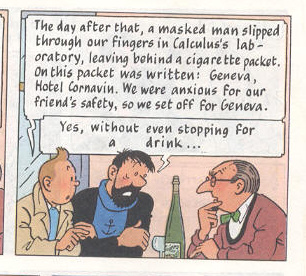 The day after that, a masked man slipped
through our fingers in Calculus's lab-
oratory, leaving behind a cigarette packet.
On this packet was written: Geneva,
Hotel Cornavin. We were anxious for our
friend's safety, so we set off for Geneva.
Yes, without even stopping for
a drink...